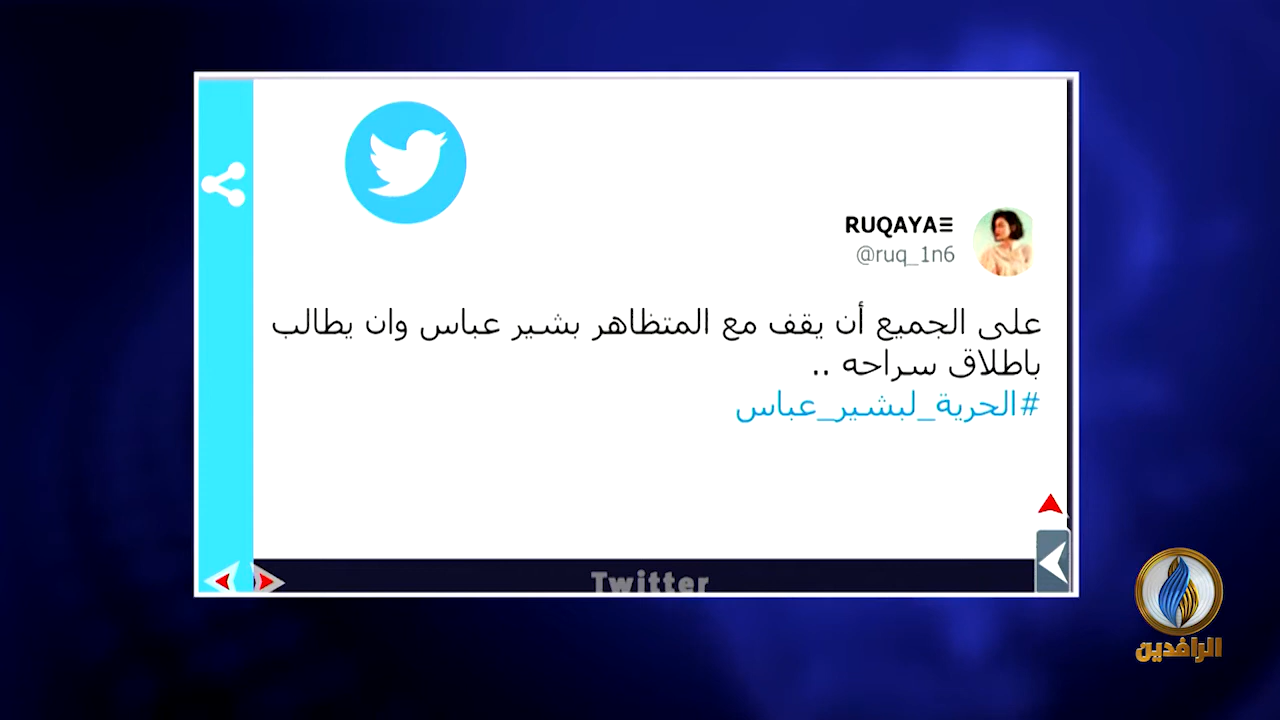 RUQAYA☰
@ruq_1n6
على الجميع أن يقف مع المتظاهر بشير عباس وان يطالب
باطلاق سراحه ..
#الحرية_لبشير_عباس
Twitter
الرافدين